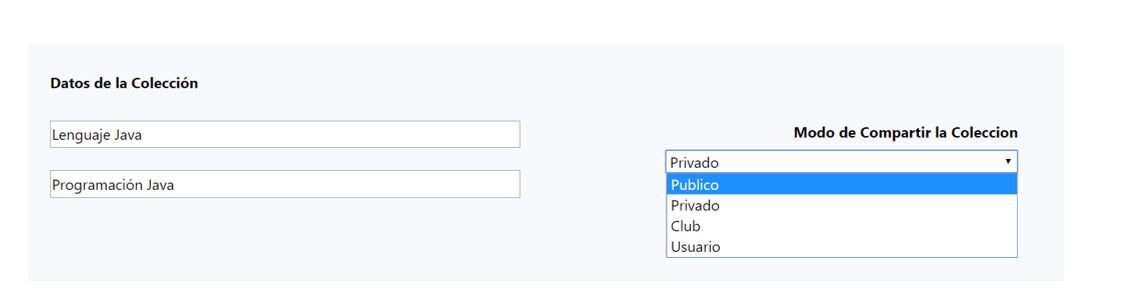 Datos de la Colección
Lenguaje Java
Programación Java
Modo de Compartir la Coleccion
Privado
Publico
Privado
Club
Usuario